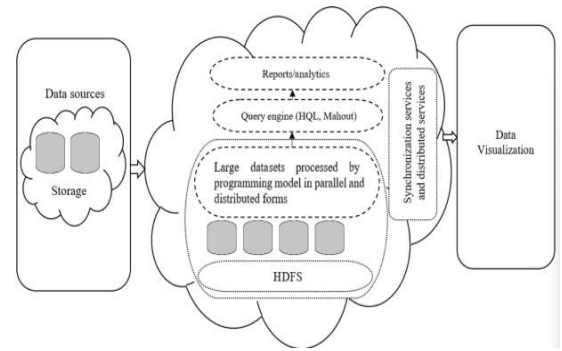 Data sources
Storage
Reports/analytics
Query engine (HQL, Mahout)
Large datasets processed by
programming model in parallel and
distributed forms
HDFS
Synchronization services
and distributed services
Data
Visualization